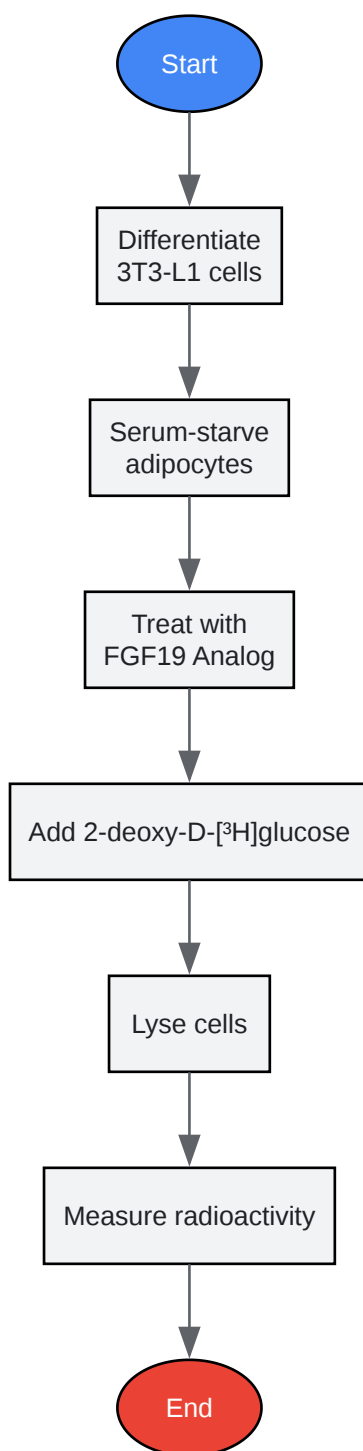 Start
Differentiate
3T3-L1 cells
Serum-starve
adipocytes
Treat with
FGF19 Analog
Add 2-deoxy-D-[³H]glucose
Lyse cells
Measure radioactivity
End